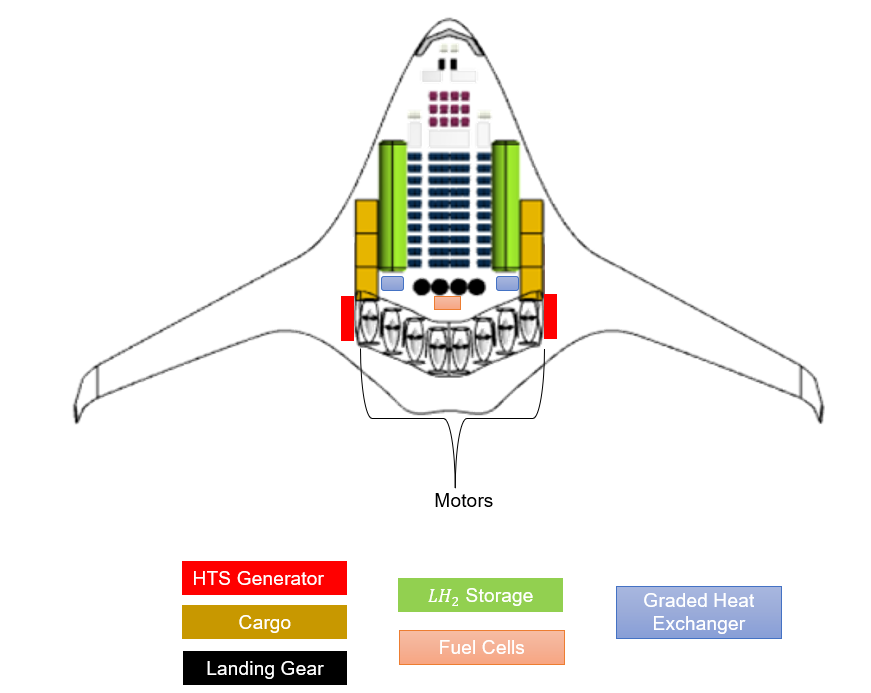 Motors
HTS Generator
Cargo
Landing Gear
LH₂ Storage
Fuel Cells
Graded Heat
Exchanger